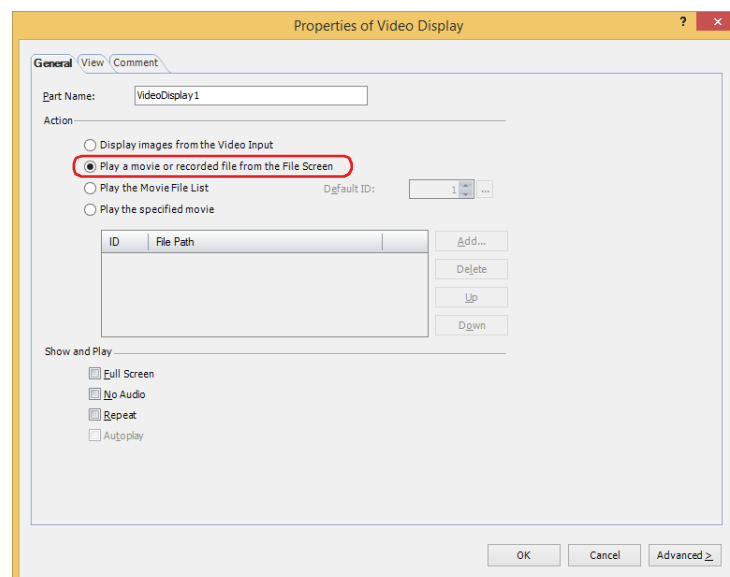 Properties of Video Display
? ×
General View Comment
Part Name: VideoDisplay1
Action
Display images from the Video Input
Play a movie or recorded file from the File Screen
Play the Movie File List Default ID: 1 ...
Play the specified movie
ID File Path Add...
Delete
Up
Down
Show and Play
Full Screen
No Audio
Repeat
Autoplay
OK Cancel Advanced >